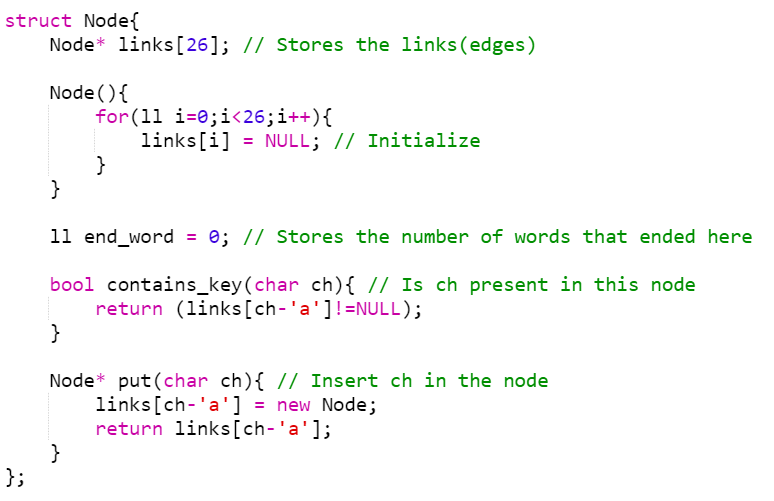 struct Node{
    Node* links[26]; // Stores the links(edges)

    Node(){
        for(ll i=0;i<26;i++){
            links[i] = NULL; // Initialize
        }
    }

    ll end_word = 0; // Stores the number of words that ended here

    bool contains_key(char ch){ // Is ch present in this node
        return (links[ch-'a']!=NULL);
    }

    Node* put(char ch){ // Insert ch in the node
        links[ch-'a'] = new Node;
        return links[ch-'a'];
    }
};